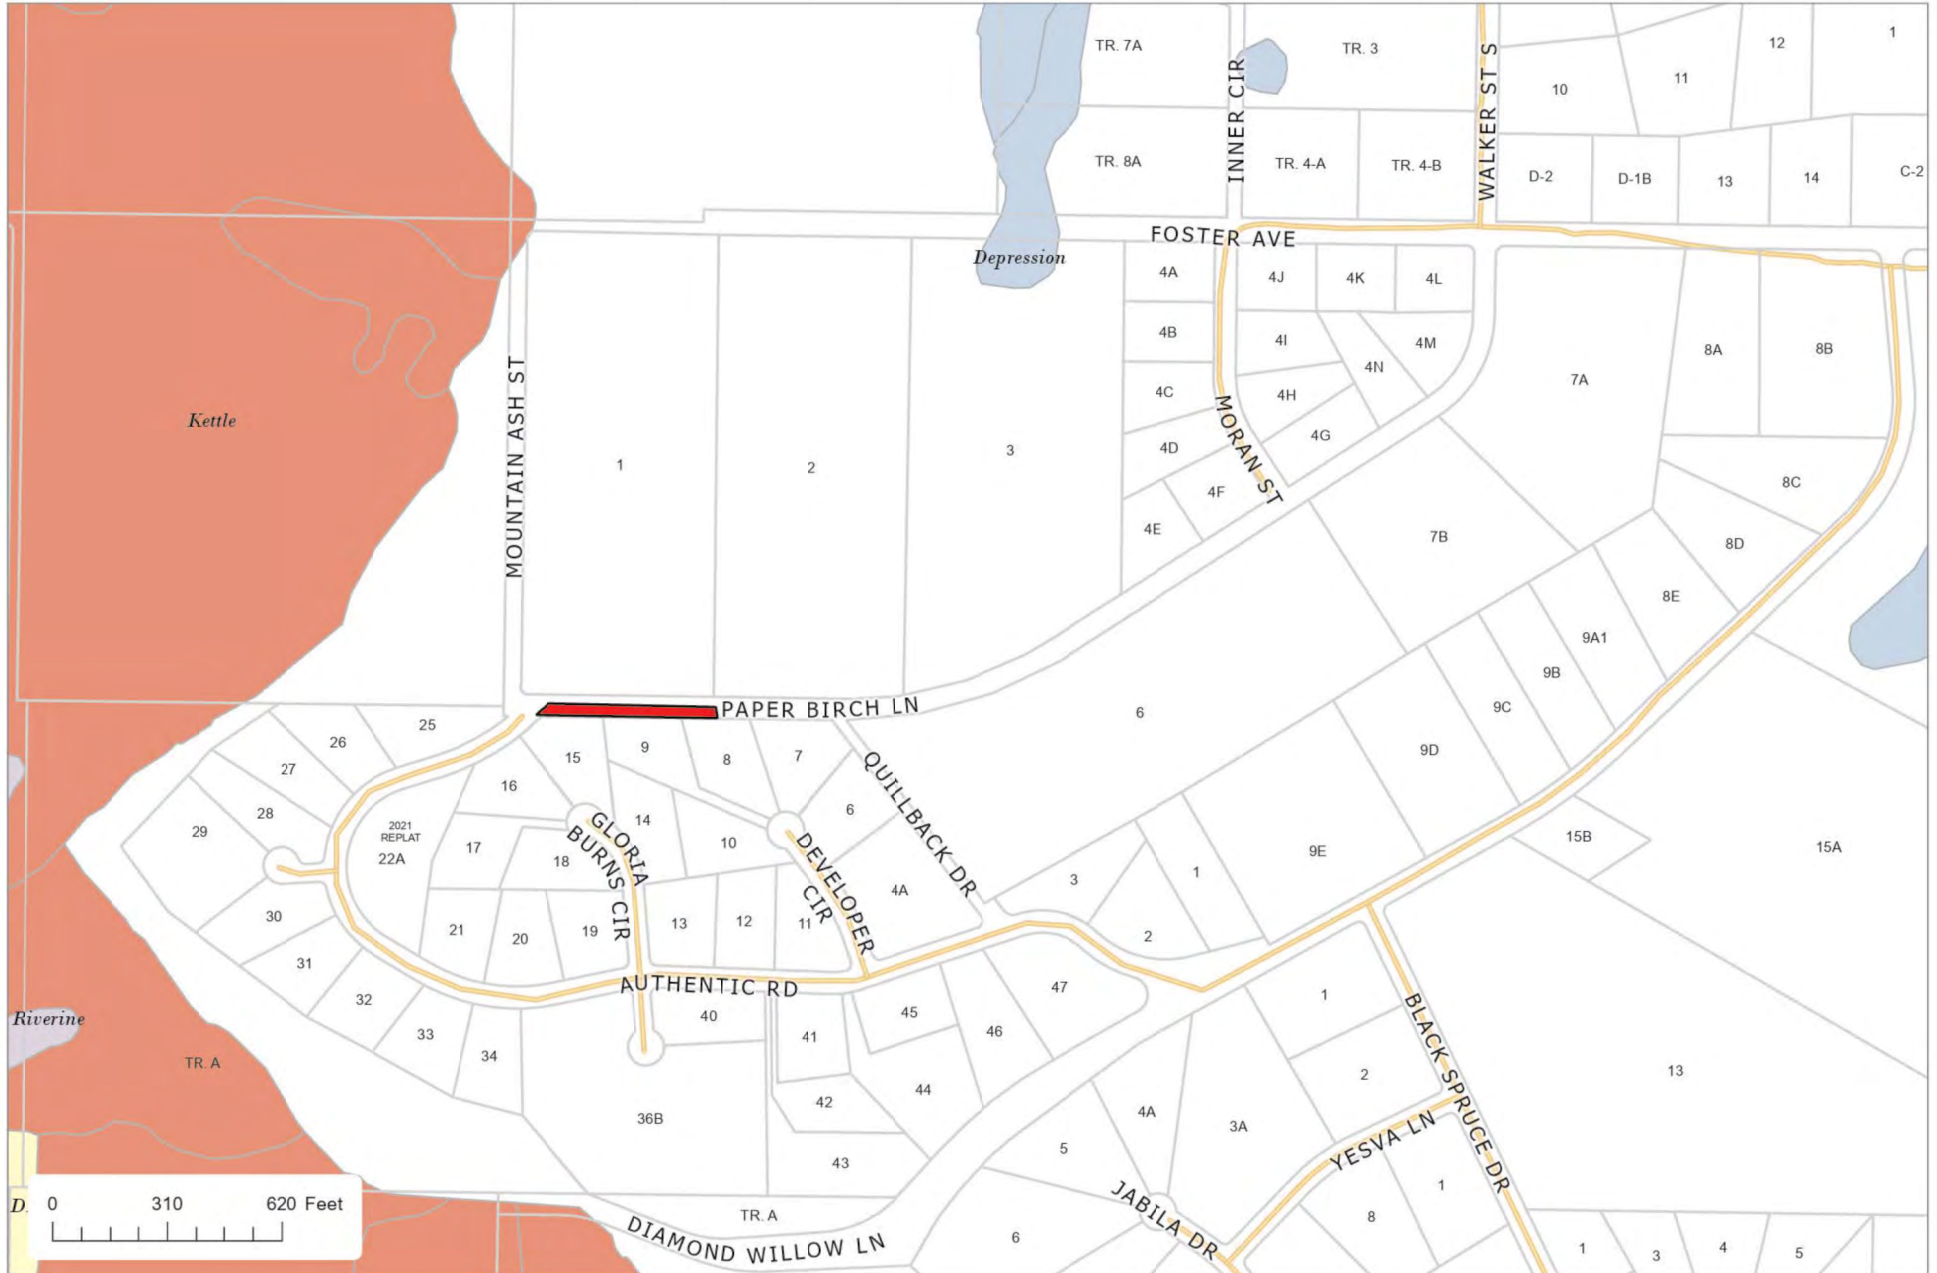 TR. 7A
TR. 3
12
1
10
11
TR. 8A
INNER CIR
TR. 4-A
TR. 4-B
WALKER ST S
D-2
D-1B
13
14
C-2
FOSTER AVE
Depression
4A
4J
4K
4L
4B
4I
4M
4N
4C
4H
4D
4G
MORAN ST
4F
4E
7A
8A
8B
8C
8D
7B
8E
Kettle
MOUNTAIN ASH ST
1
2
3
9A1
9B
9C
9D
6
PAPER BIRCH LN
25
26
27
28
29
15
9
8
7
16
6
QUILLBACK DR
2021
REPLAT
22A
17
18
14
10
GLORIA
BURNS CIR
DEVELOPER
CIR
4A
3
1
9E
15B
15A
30
31
32
33
34
21
20
19
13
12
11
2
AUTHENTIC RD
Riverine
TR. A
40
41
45
46
47
44
42
43
36B
1
2
BLACK SPRUCE DR
13
4A
3A
5
YESVA LN
1
8
JABILA DR
6
TR. A
DIAMOND WILLOW LN
1
3
4
5
D.
0 310 620 Feet